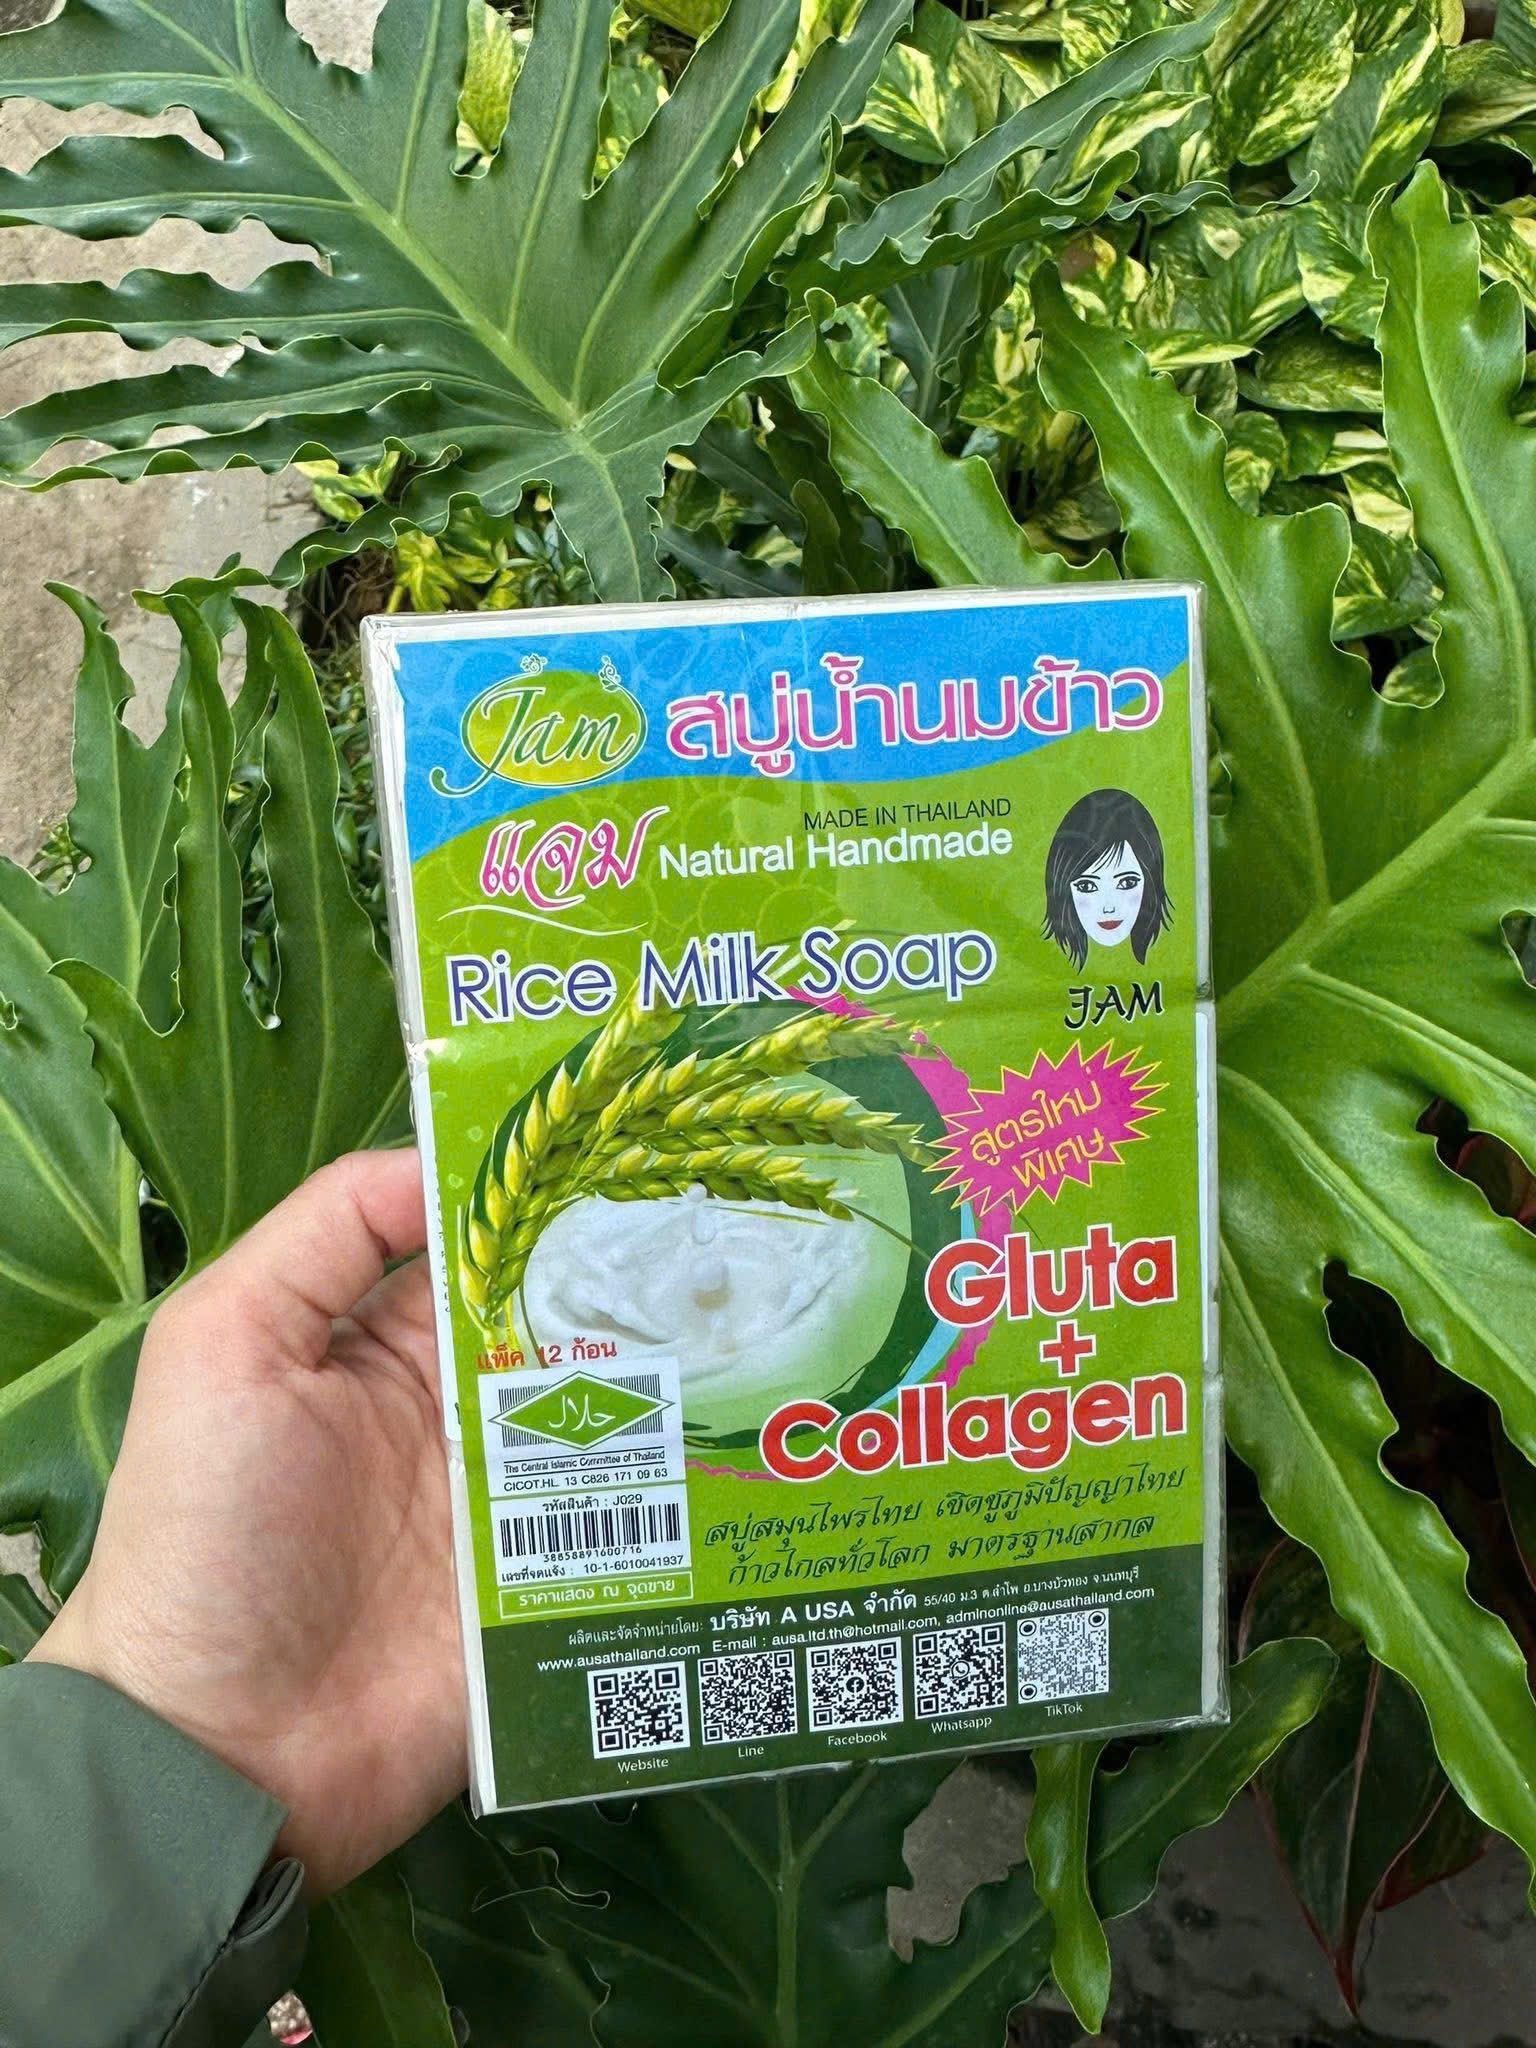 Jam
สบู่น้ำนมข้าว
แจ่ม
MADE IN THAILAND
Natural Handmade
Rice Milk Soap
JAM
สูตรใหม่
พิเศษ
Gluta
+
Collagen
แพ็ค 12 ก้อน
حلال
The Central Islamic Committee of Thailand
CICOT.HL. 13 C826 171 09 63
รหัสสินค้า : J029
38858891600716
เลขที่จดแจ้ง : 10-1-6010041937
ราคาแสดง ณ จุดขาย
สบู่สมุนไพรไทย เชิดชูภูมิปัญญาไทย
ก้าวไกลทั่วโลก มาตรฐานสากล
ผลิตและจัดจำหน่ายโดย: บริษัท A USA จำกัด 55/40 ม.3 ต.ลำโพ อ.บางบัวทอง จ.นนทบุรี
www.ausathailand.com E-mail : ausa.ltd.th@hotmail.com, adminonline@ausathailand.com
Website
Line
Facebook
Whatsapp
TikTok